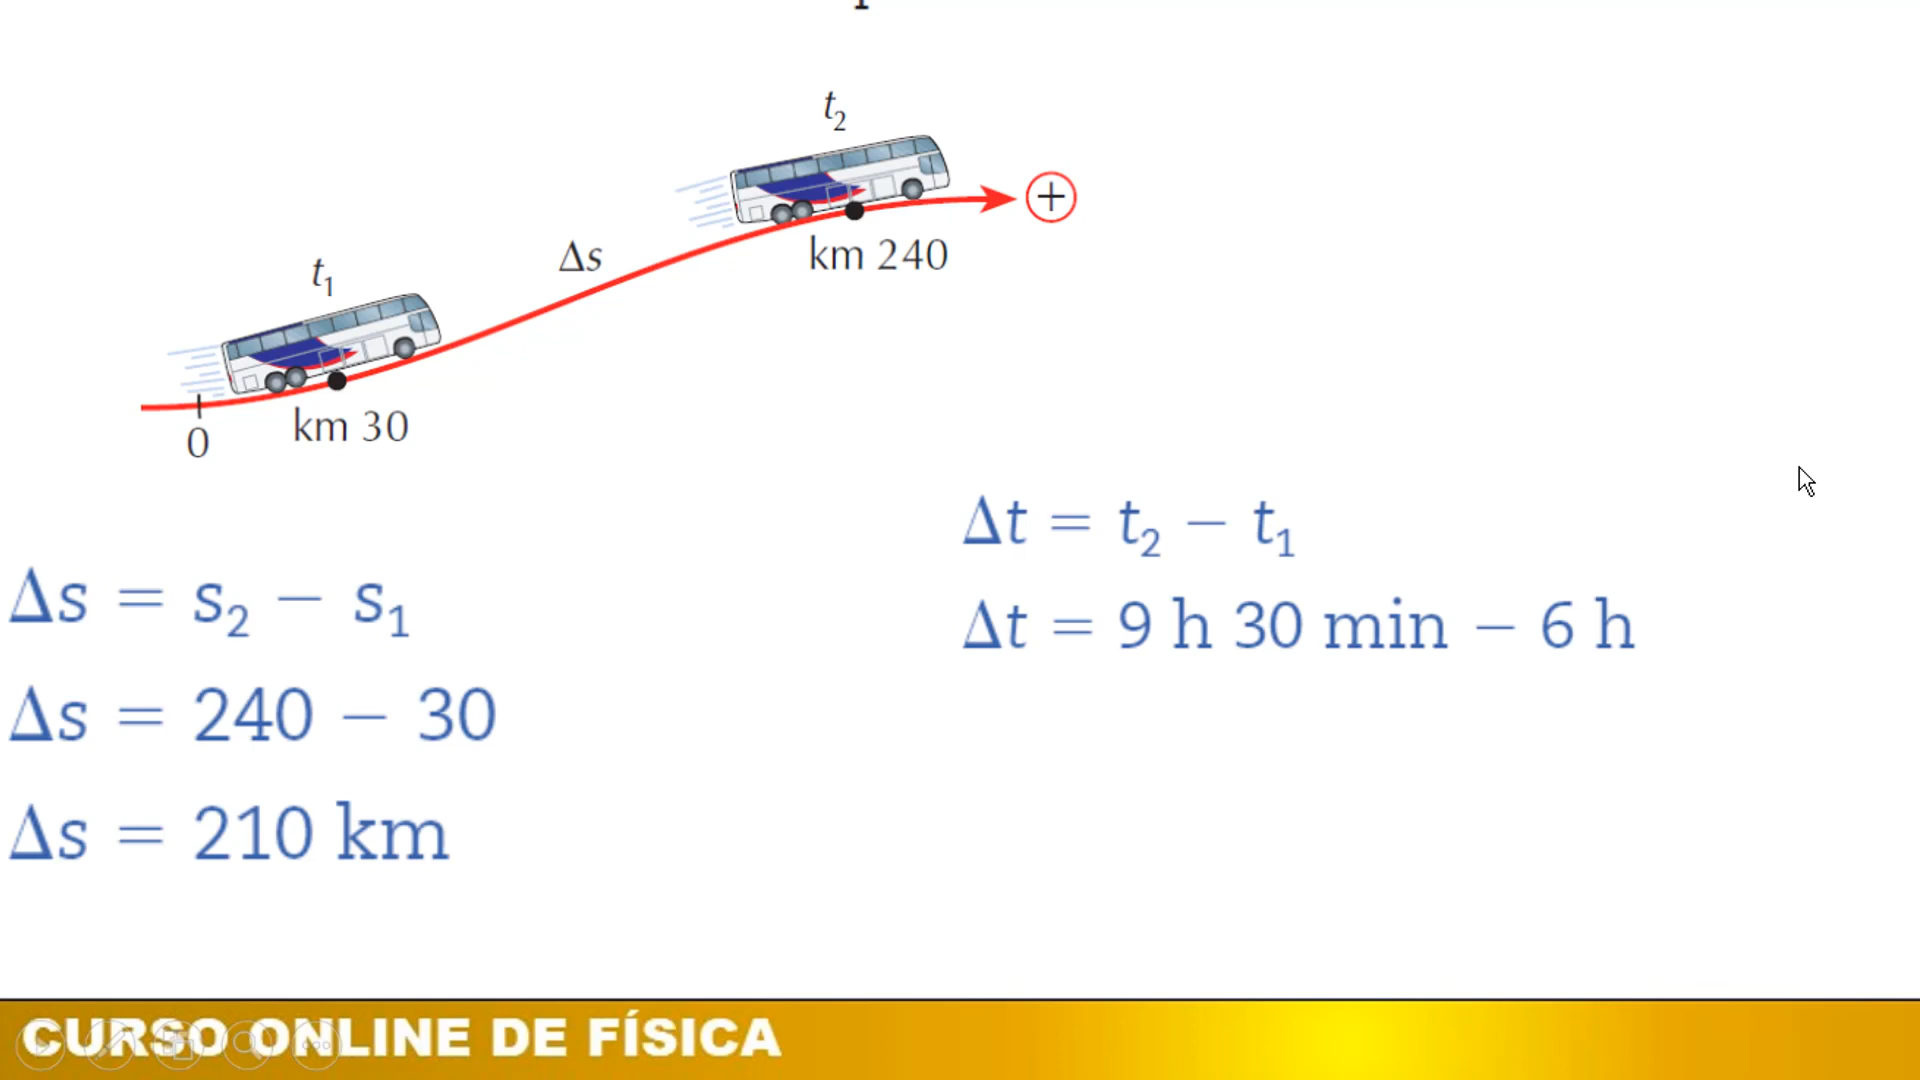 t₂
⊕
km 240
Δs
t₁
km 30
0
Δs = s₂ − s₁
Δs = 240 − 30
Δs = 210 km
Δt = t₂ − t₁
Δt = 9 h 30 min − 6 h
CURSO ONLINE DE FÍSICA